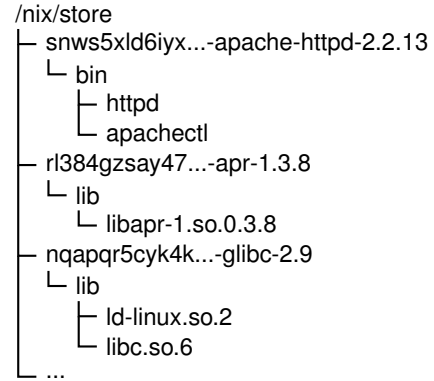 /nix/store
snws5xld6iyx...-apache-httpd-2.2.13
bin
httpd
apachectl
rl384gzsay47...-apr-1.3.8
lib
libapr-1.so.0.3.8
nqapqr5cyk4k...-glibc-2.9
lib
ld-linux.so.2
libc.so.6
...